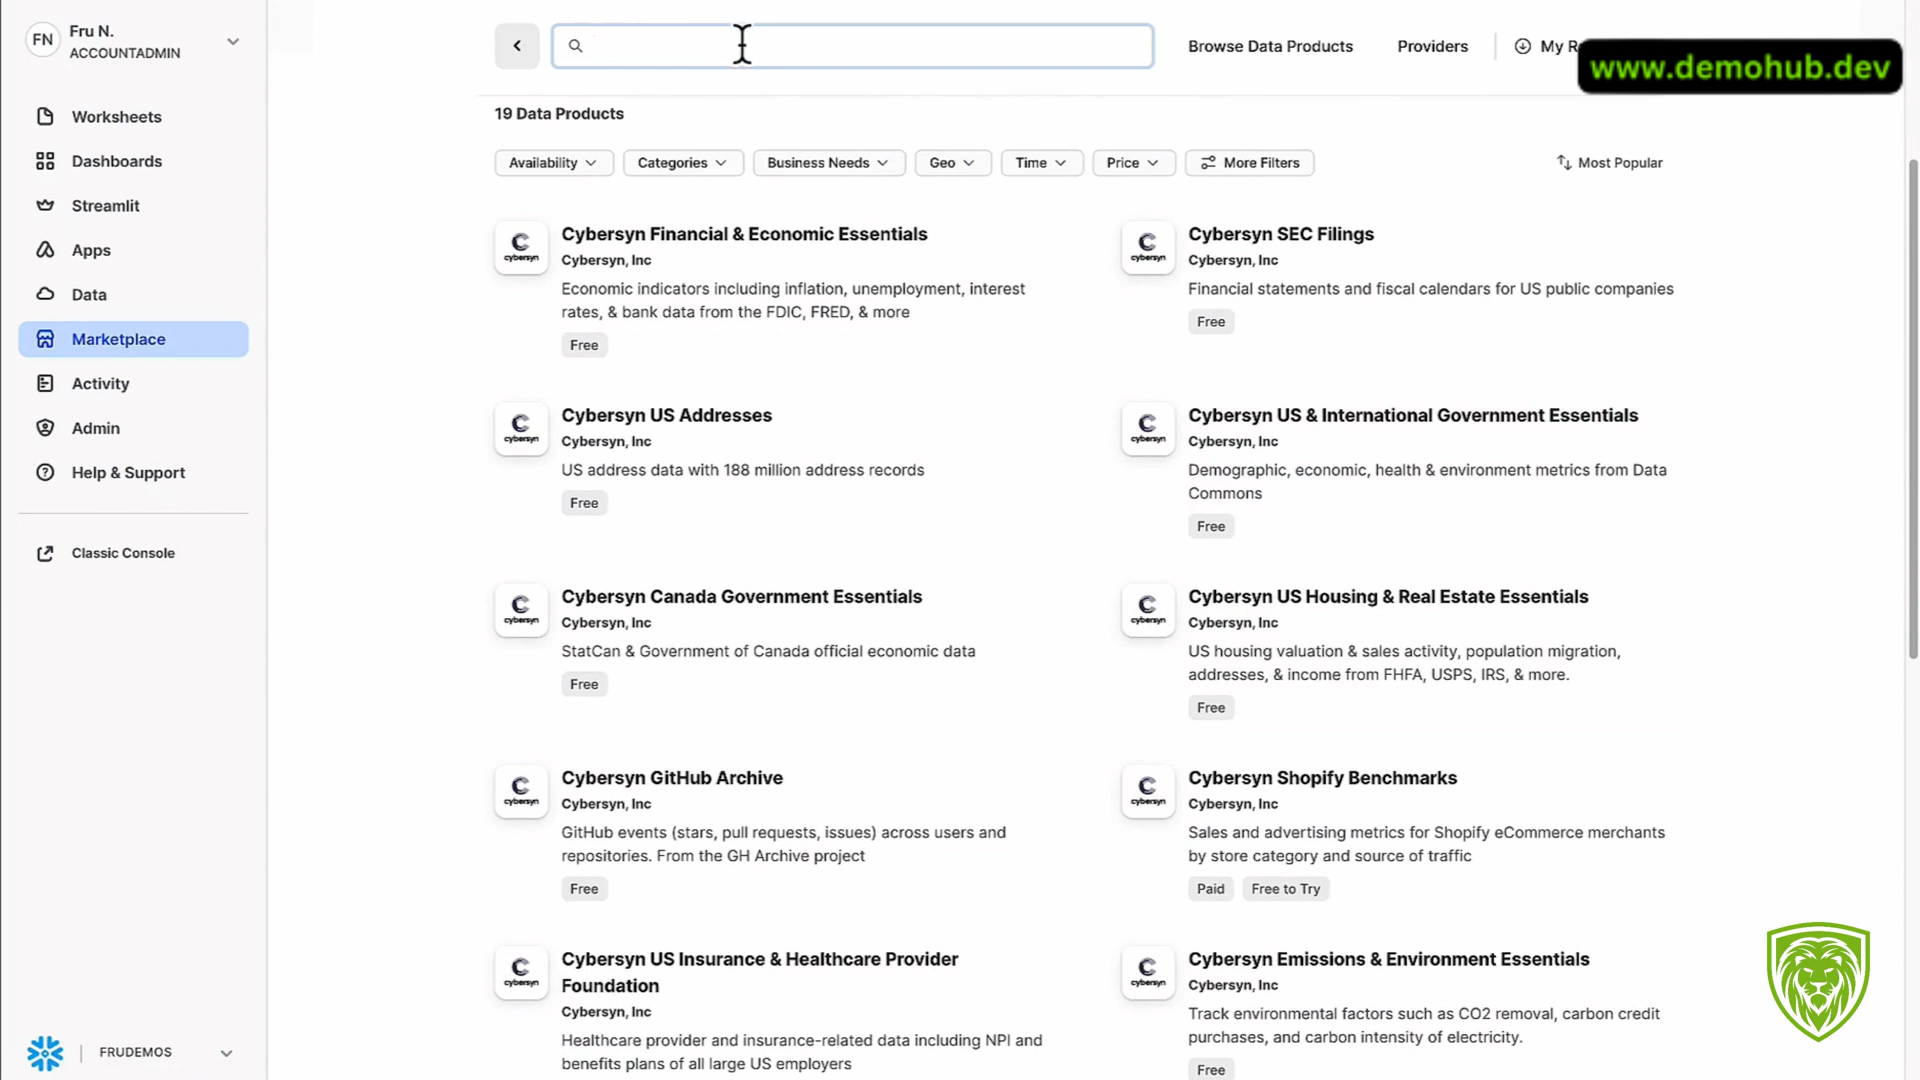 FN
Fru N.
ACCOUNTADMIN
Worksheets
Dashboards
Streamlit
Apps
Data
Marketplace
Activity
Admin
Help & Support
Classic Console
FRUDEMOS
Browse Data Products
Providers
My
www.demohub.dev
19 Data Products
Availability
Categories
Business Needs
Geo
Time
Price
More Filters
Most Popular
C
cybersyn
Cybersyn Financial & Economic Essentials
Cybersyn, Inc
Economic indicators including inflation, unemployment, interest
rates, & bank data from the FDIC, FRED, & more
Free
C
cybersyn
Cybersyn SEC Filings
Cybersyn, Inc
Financial statements and fiscal calendars for US public companies
Free
C
cybersyn
Cybersyn US Addresses
Cybersyn, Inc
US address data with 188 million address records
Free
C
cybersyn
Cybersyn US & International Government Essentials
Cybersyn, Inc
Demographic, economic, health & environment metrics from Data
Commons
Free
C
cybersyn
Cybersyn Canada Government Essentials
Cybersyn, Inc
StatCan & Government of Canada official economic data
Free
C
cybersyn
Cybersyn US Housing & Real Estate Essentials
Cybersyn, Inc
US housing valuation & sales activity, population migration,
addresses, & income from FHFA, USPS, IRS, & more.
Free
C
cybersyn
Cybersyn GitHub Archive
Cybersyn, Inc
GitHub events (stars, pull requests, issues) across users and
repositories. From the GH Archive project
Free
C
cybersyn
Cybersyn Shopify Benchmarks
Cybersyn, Inc
Sales and advertising metrics for Shopify eCommerce merchants
by store category and source of traffic
Paid
Free to Try
C
cybersyn
Cybersyn US Insurance & Healthcare Provider
Foundation
Cybersyn, Inc
Healthcare provider and insurance-related data including NPI and
benefits plans of all large US employers
C
cybersyn
Cybersyn Emissions & Environment Essentials
Cybersyn, Inc
Track environmental factors such as CO2 removal, carbon credit
purchases, and carbon intensity of electricity.
Free